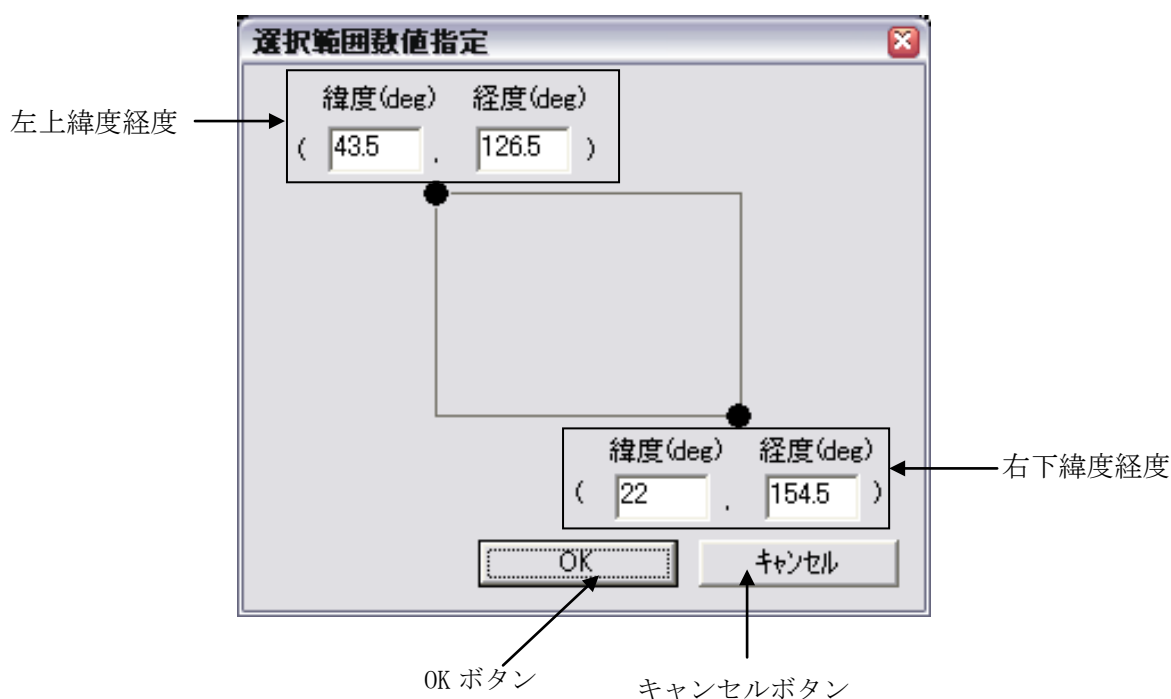 選択範囲数値指定
緯度(deg) 経度(deg)
左上緯度経度
( 43.5 , 126.5 )
緯度(deg) 経度(deg)
右下緯度経度
( 22 , 154.5 )
OK キャンセル
OK ボタン
キャンセルボタン